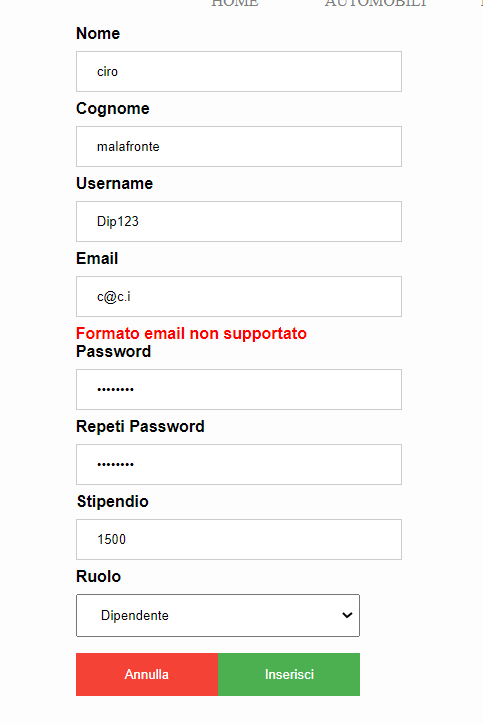 HOME AUTOMOBILI
Nome
ciro
Cognome
malafronte
Username
Dip123
Email
c@c.i
Formato email non supportato
Password
••••••••
Repeti Password
••••••••
Stipendio
1500
Ruolo
Dipendente
Annulla Inserisci